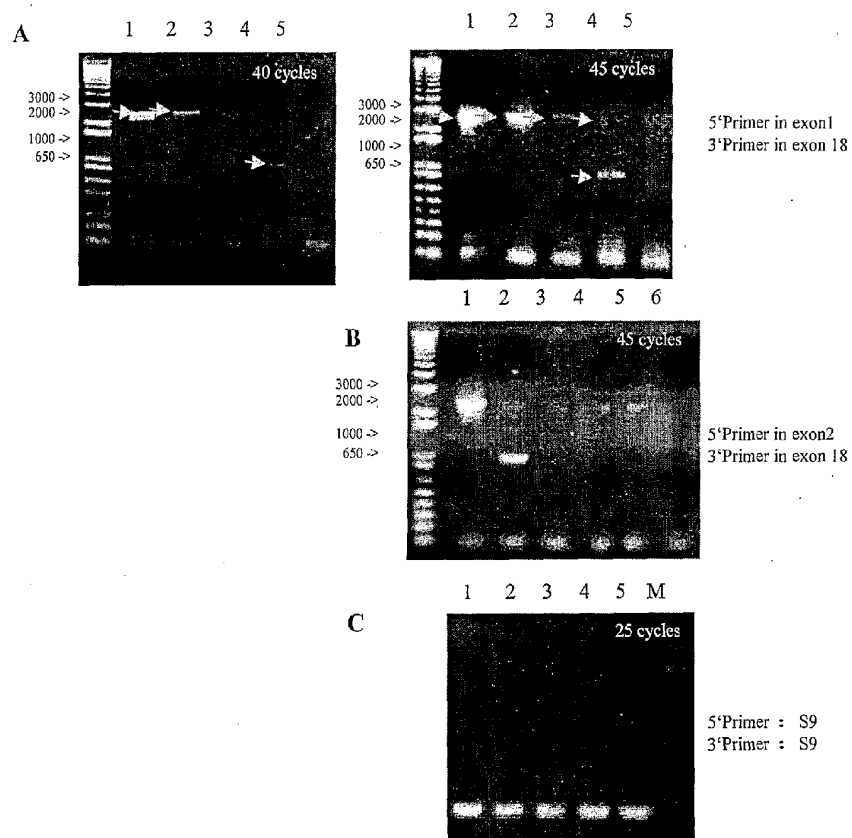 A
1 2 3 4 5
40 cycles
3000 ->
2000 ->
1000 ->
650 ->
1 2 3 4 5
45 cycles
3000 ->
2000 ->
1000 ->
650 ->
5'Primer in exon1
3'Primer in exon 18
B
1 2 3 4 5 6
45 cycles
3000 ->
2000 ->
1000 ->
650 ->
5'Primer in exon2
3'Primer in exon 18
C
1 2 3 4 5 M
25 cycles
5'Primer : S9
3'Primer : S9